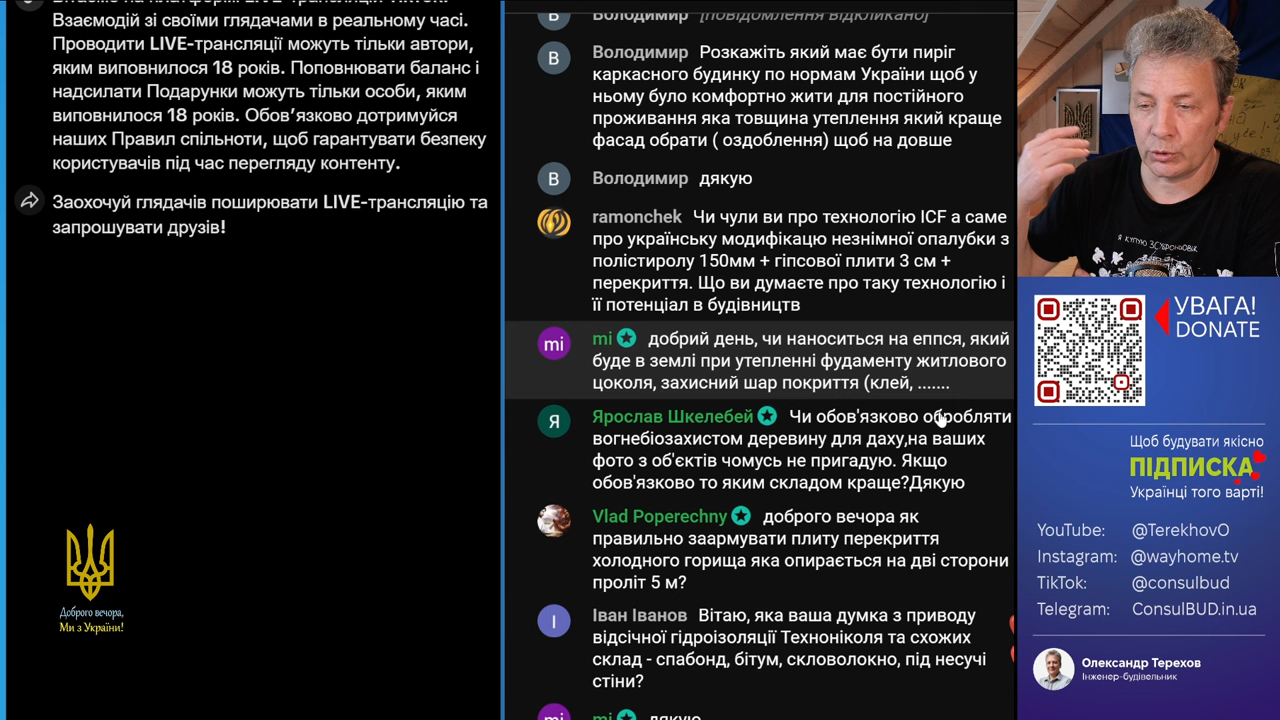 Взаємодій зі своїми глядачами в реальному часі.
Проводити LIVE-трансляції можуть тільки автори,
яким виповнилося 18 років. Поповнювати баланс і
надсилати Подарунки можуть тільки особи, яким
виповнилося 18 років. Обов’язково дотримуйся
наших Правил спільноти, щоб гарантувати безпеку
користувачів під час перегляду контенту.
Заохочуй глядачів поширювати LIVE-трансляцію та
запрошувати друзів!
Доброго вечора,
Ми з України!
В
Володимир [повідомлення відкликано]
В
Володимир Розкажіть який має бути пиріг
каркасного будинку по нормам України щоб у
ньому було комфортно жити для постійного
проживання яка товщина утеплення який краще
фасад обрати ( оздоблення) щоб на довше
В
Володимир дякую
ramonchek Чи чули ви про технологію ICF а саме
про українську модифікацю незнімної опалубки з
полістиролу 150мм + гіпсової плити 3 см +
перекриття. Що ви думаєте про таку технологію і
її потенціал в будівництв
mi
mi добрий день, чи наноситься на еппся, який
буде в землі при утепленні фудаменту житлового
цоколя, захисний шар покриття (клей, .......
Я
Ярослав Шкелебей Чи обов'язково обробляти
вогнебіозахистом деревину для даху,на ваших
фото з об'єктів чомусь не пригадую. Якщо
обов'язково то яким складом краще?Дякую
Vlad Poperechny доброго вечора як
правильно заармувати плиту перекриття
холодного горища яка опирається на дві сторони
проліт 5 м?
І
Іван Іванов Вітаю, яка ваша думка з приводу
відсічної гідроізоляції Техноніколя та схожих
склад - спабонд, бітум, скловолокно, під несучі
стіни?
mi
mi дякую
Я КУПУЮ
УВАГА!
DONATE
Щоб будувати якісно
ПІДПИСКА
Українці того варті!
YouTube: @TerekhovO
Instagram: @wayhome.tv
TikTok: @consulbud
Telegram: ConsulBUD.in.ua
Олександр Терехов
Інженер-будівельник